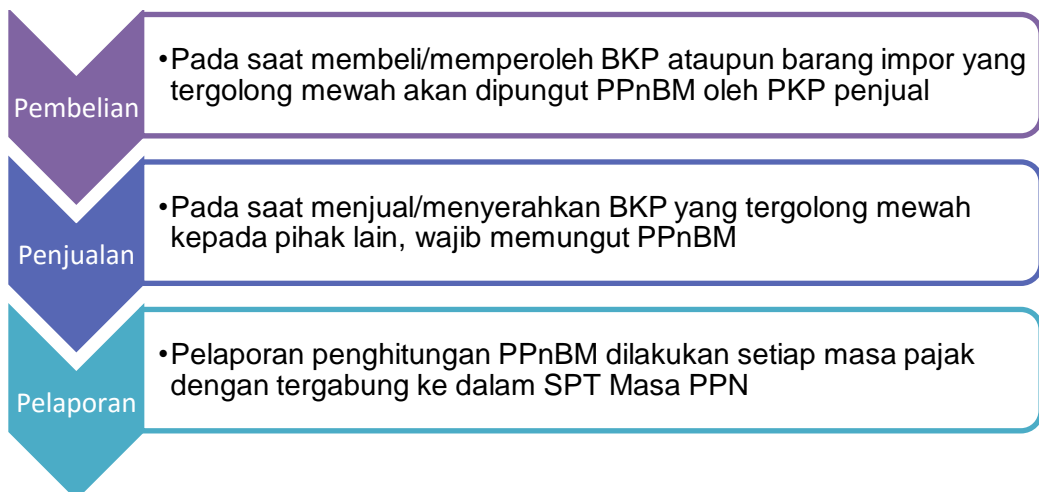 Pembelian
•Pada saat membeli/memperoleh BKP ataupun barang impor yang
tergolong mewah akan dipungut PPnBM oleh PKP penjual
Penjualan
•Pada saat menjual/menyerahkan BKP yang tergolong mewah
kepada pihak lain, wajib memungut PPnBM
Pelaporan
•Pelaporan penghitungan PPnBM dilakukan setiap masa pajak
dengan tergabung ke dalam SPT Masa PPN